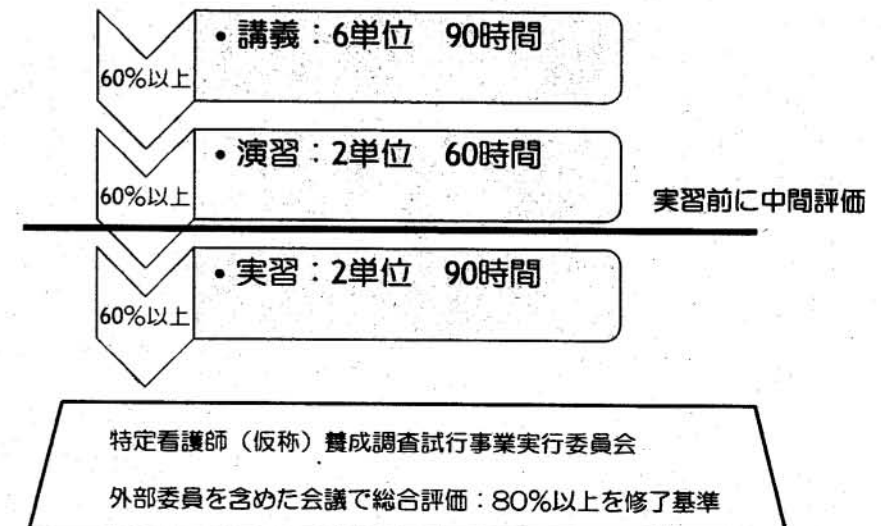 ・講義：6単位　90時間
60%以上
・演習：2単位　60時間
60%以上
実習前に中間評価
・実習：2単位　90時間
60%以上
特定看護師（仮称）養成調査試行事業実行委員会
外部委員を含めた会議で総合評価：80%以上を修了基準